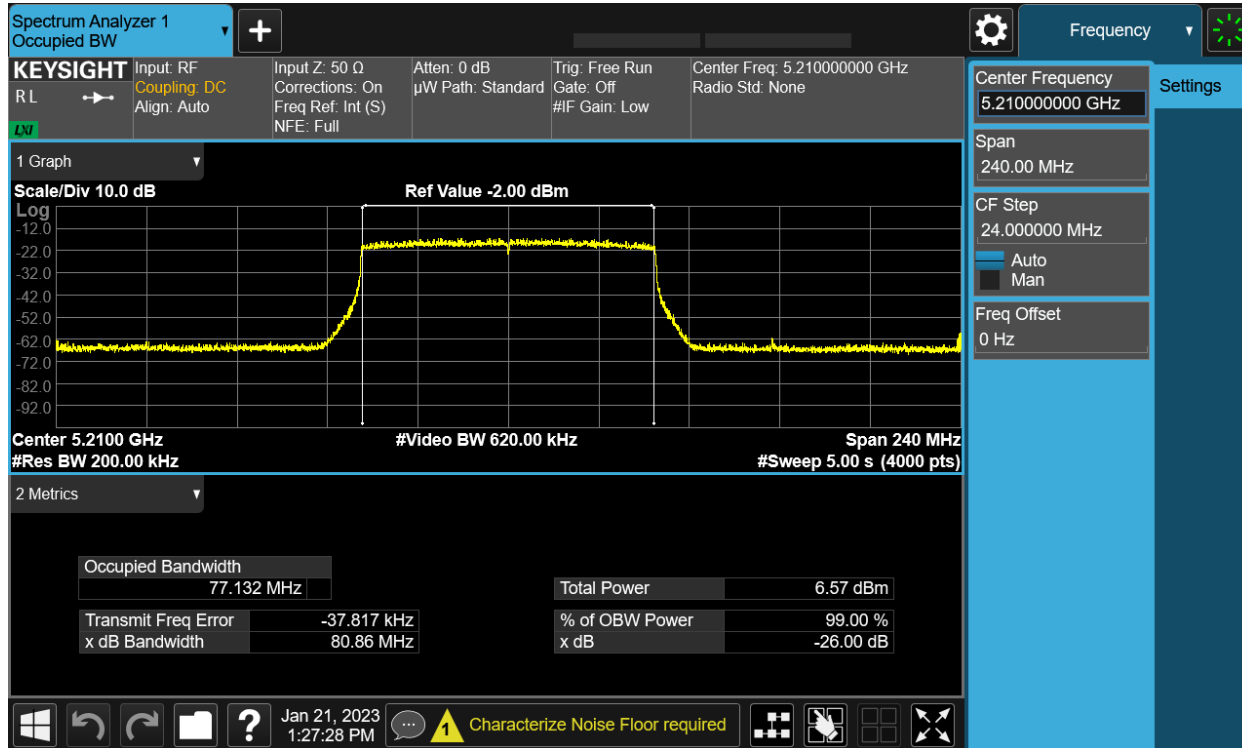 Spectrum Analyzer 1
Occupied BW
+
Frequency
KEYSIGHT
R L
LXI
Input: RF
Coupling: DC
Align: Auto
Input Z: 50 Ω
Corrections: On
Freq Ref: Int (S)
NFE: Full
Atten: 0 dB
µW Path: Standard
Trig: Free Run
Gate: Off
#IF Gain: Low
Center Freq: 5.210000000 GHz
Radio Std: None
Center Frequency
5.210000000 GHz
Settings
Span
240.00 MHz
CF Step
24.000000 MHz
Auto
Man
Freq Offset
0 Hz
1 Graph
Scale/Div 10.0 dB
Ref Value -2.00 dBm
Log
-12.0
-22.0
-32.0
-42.0
-52.0
-62.0
-72.0
-82.0
-92.0
Center 5.2100 GHz
#Video BW 620.00 kHz
Span 240 MHz
#Res BW 200.00 kHz
#Sweep 5.00 s (4000 pts)
2 Metrics
Occupied Bandwidth
77.132 MHz
Total Power 6.57 dBm
Transmit Freq Error -37.817 kHz
% of OBW Power 99.00 %
x dB Bandwidth 80.86 MHz
x dB -26.00 dB
?
Jan 21, 2023
1:27:28 PM
1
Characterize Noise Floor required